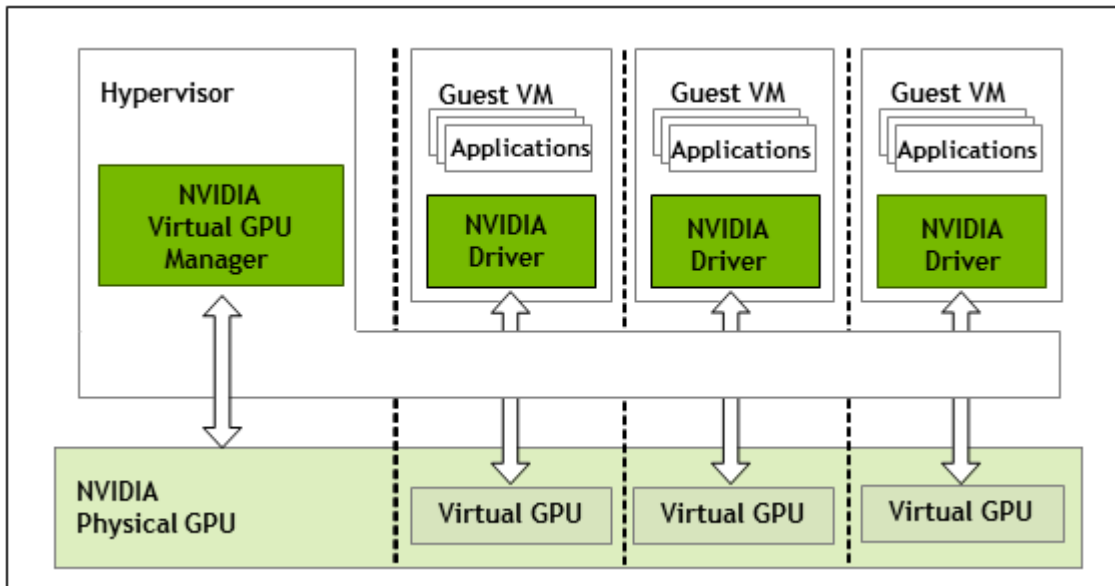 Hypervisor
NVIDIA
Virtual GPU
Manager
Guest VM
Applications
NVIDIA
Driver
Guest VM
Applications
NVIDIA
Driver
Guest VM
Applications
NVIDIA
Driver
NVIDIA
Physical GPU
Virtual GPU
Virtual GPU
Virtual GPU